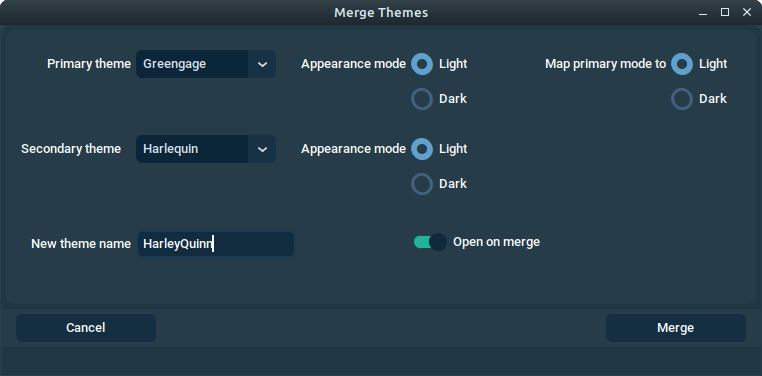 Merge Themes
Primary theme Greengage Appearance mode Light Map primary mode to Light
Dark Dark
Secondary theme Harlequin Appearance mode Light
Dark
New theme name HarleyQuinn Open on merge
Cancel Merge